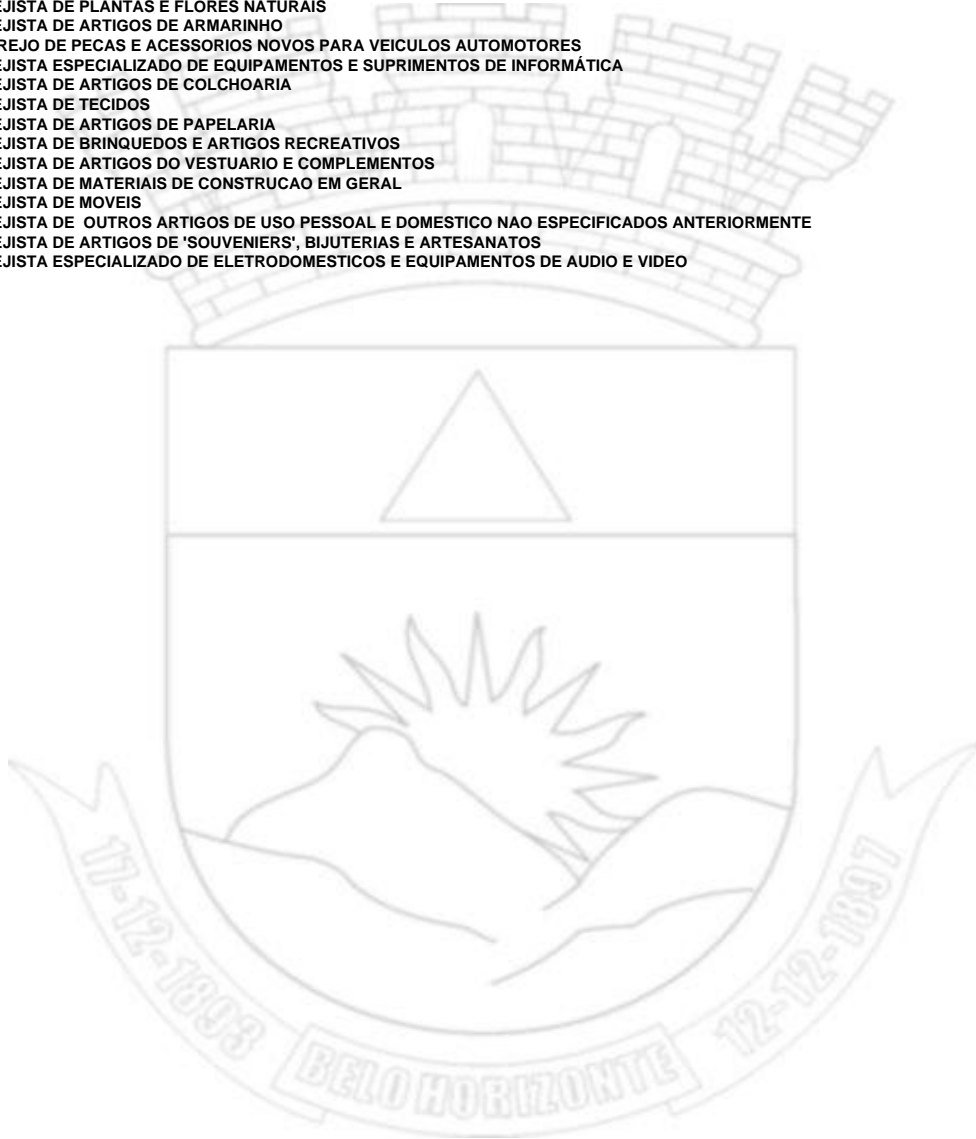 EJISTA DE PLANTAS E FLORES NATURAIS
EJISTA DE ARTIGOS DE ARMARINHO
REJO DE PECAS E ACESSORIOS NOVOS PARA VEICULOS AUTOMOTORES
EJISTA ESPECIALIZADO DE EQUIPAMENTOS E SUPRIMENTOS DE INFORMÁTICA
EJISTA DE ARTIGOS DE COLCHOARIA
EJISTA DE TECIDOS
EJISTA DE ARTIGOS DE PAPELARIA
EJISTA DE BRINQUEDOS E ARTIGOS RECREATIVOS
EJISTA DE ARTIGOS DO VESTUARIO E COMPLEMENTOS
EJISTA DE MATERIAIS DE CONSTRUCAO EM GERAL
EJISTA DE MOVEIS
EJISTA DE OUTROS ARTIGOS DE USO PESSOAL E DOMESTICO NAO ESPECIFICADOS ANTERIORMENTE
EJISTA DE ARTIGOS DE 'SOUVENIERS', BIJUTERIAS E ARTESANATOS
EJISTA ESPECIALIZADO DE ELETRODOMESTICOS E EQUIPAMENTOS DE AUDIO E VIDEO
17-12-1893
BELO HORIZONTE
12-12-1897